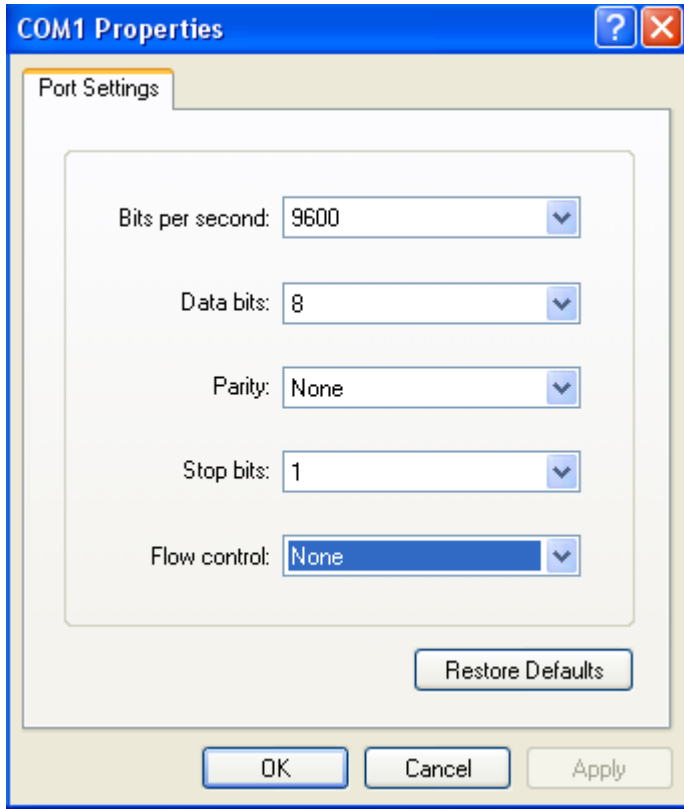 COM1 Properties
Port Settings
Bits per second: 9600
Data bits: 8
Parity: None
Stop bits: 1
Flow control: None
Restore Defaults
OK Cancel Apply